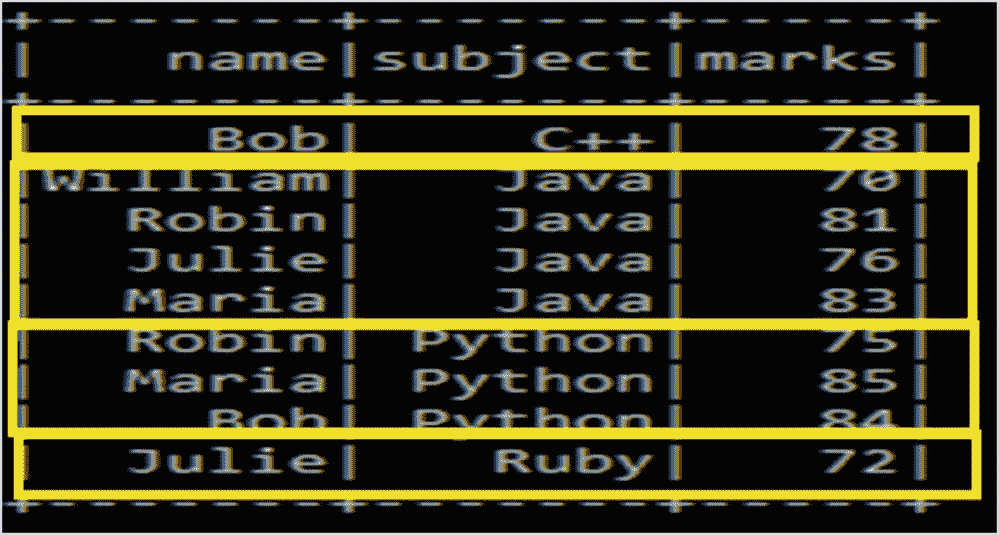 +--------+--------+------+
|    name|subject|marks |
+--------+--------+------+
|     Bob|    C++|    78|
| William|   Java|    70|
|   Robin|   Java|    81|
|   Julie|   Java|    76|
|   Maria|   Java|    83|
|   Robin| Python|    75|
|   Maria| Python|    85|
|     Bob| Python|    84|
|   Julie|   Ruby|    72|
+--------+--------+------+